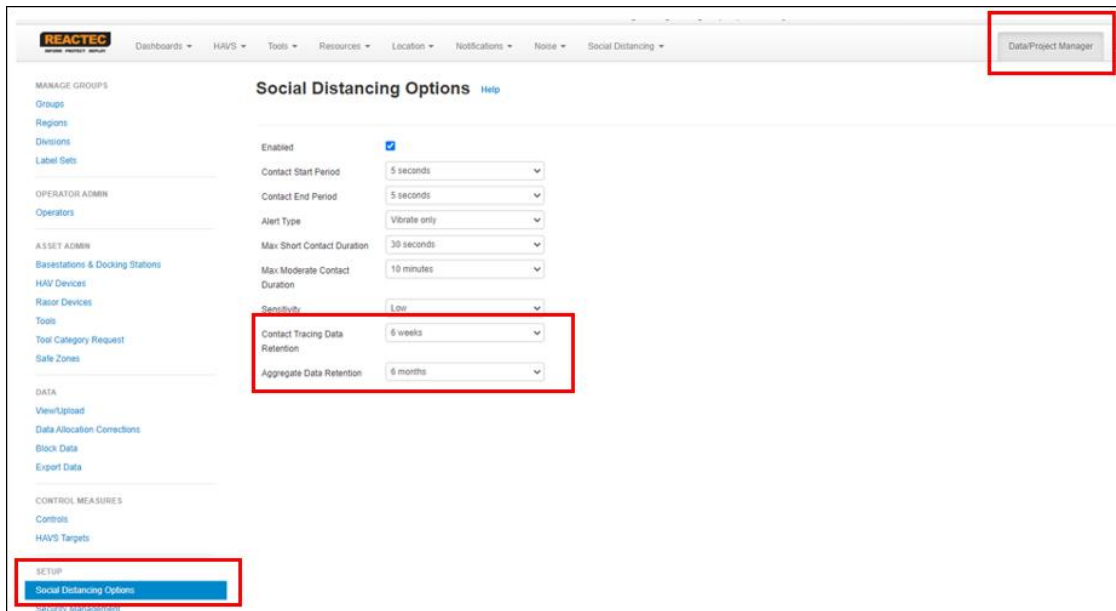 REACTEC
INFORM PROTECT DEPLOY
Dashboards
HAVS
Tools
Resources
Location
Notifications
Noise
Social Distancing
Data/Project Manager
MANAGE GROUPS
Groups
Regions
Divisions
Label Sets
OPERATOR ADMIN
Operators
ASSET ADMIN
Basestations & Docking Stations
HAV Devices
Rasor Devices
Tools
Tool Category Request
Safe Zones
DATA
View/Upload
Data Allocation Corrections
Block Data
Export Data
CONTROL MEASURES
Controls
HAVS Targets
SETUP
Social Distancing Options
Security Management
Social Distancing Options Help
Enabled
Contact Start Period 5 seconds
Contact End Period 5 seconds
Alert Type Vibrate only
Max Short Contact Duration 30 seconds
Max Moderate Contact 10 minutes
Duration
Sensitivity Low
Contact Tracing Data 6 weeks
Retention
Aggregate Data Retention 6 months